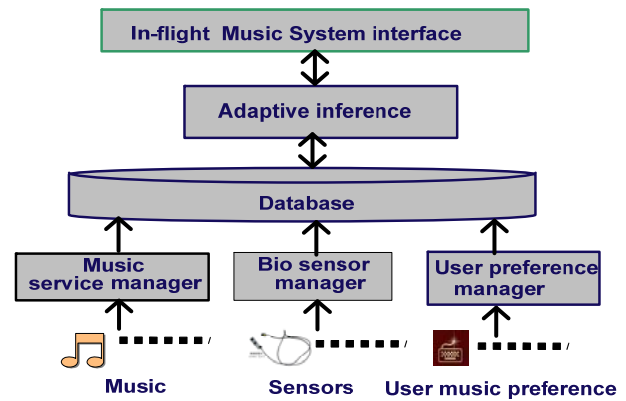 In-flight Music System interface
Adaptive inference
Database
Music
service manager
Bio sensor
manager
User preference
manager
Music
Sensors
User music preference